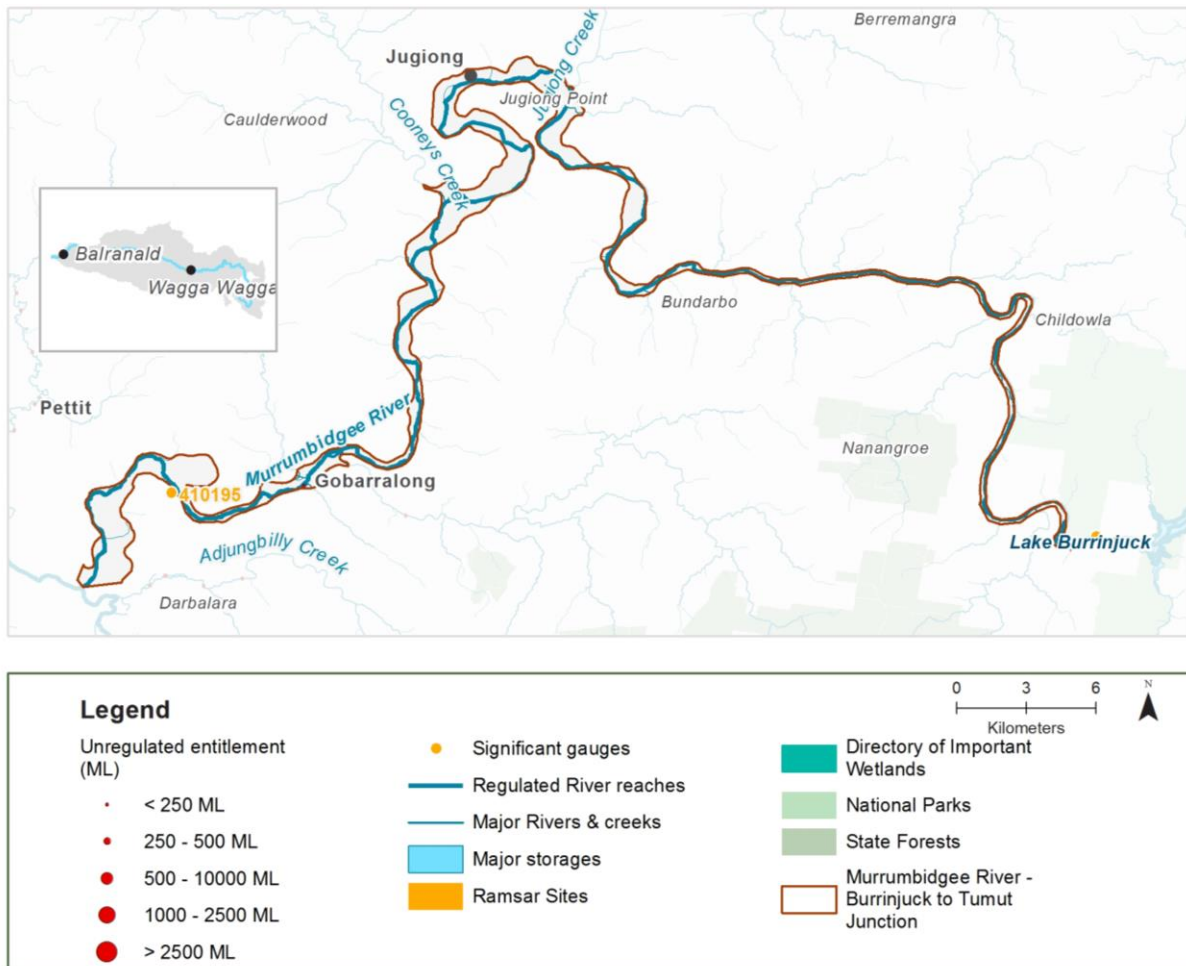 Berremangra
Jugiong
Jugiong Creek
Jugiong Point
Caulderwood
Cooneys Creek
Balranald
Wagga Wagga
Bundarbo
Childowla
Pettit
Murrumbidgee River
Nanangroe
Gobarralong
410195
Lake Burrinjuck
Adjungbilly Creek
Darbalara
Legend
Unregulated entitlement
(ML)
< 250 ML
250 - 500 ML
500 - 10000 ML
1000 - 2500 ML
> 2500 ML
Significant gauges
Regulated River reaches
Major Rivers & creeks
Major storages
Ramsar Sites
0 3 6
Kilometers
N
Directory of Important
Wetlands
National Parks
State Forests
Murrumbidgee River -
Burrinjuck to Tumut
Junction